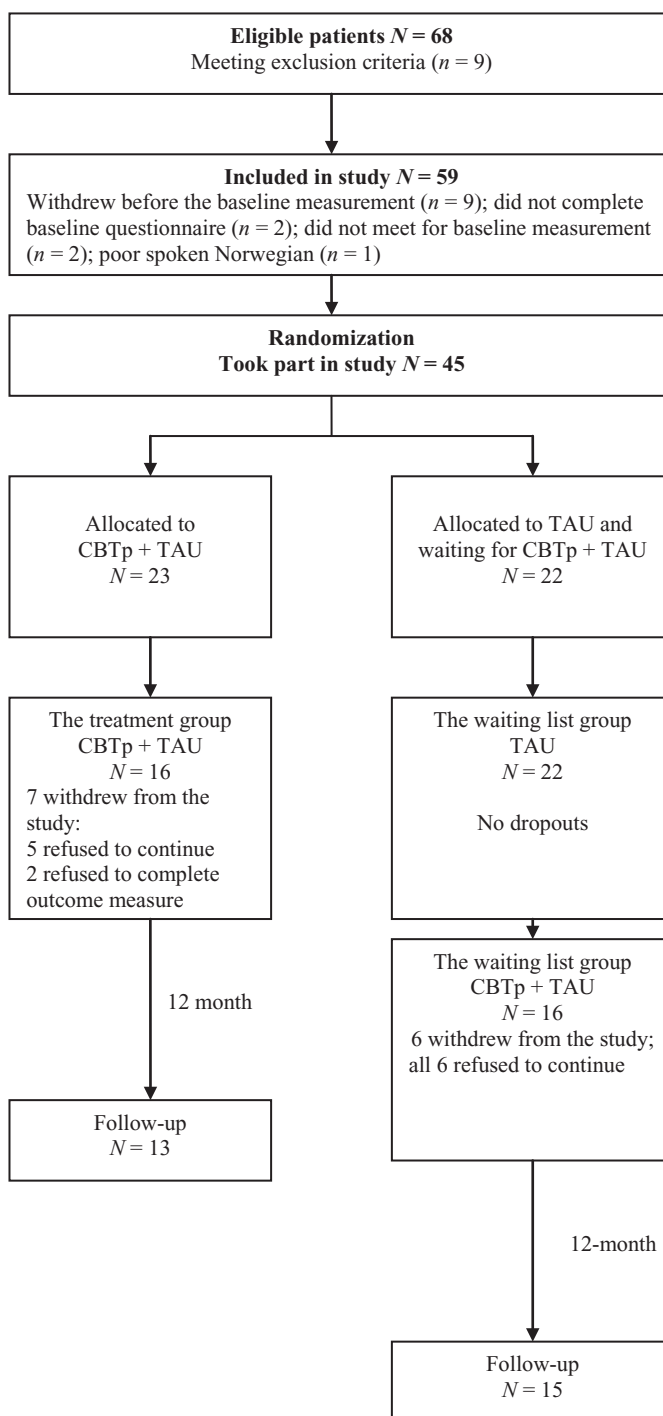 Eligible patients N = 68
Meeting exclusion criteria (n = 9)
Included in study N = 59
Withdrew before the baseline measurement (n = 9); did not complete
baseline questionnaire (n = 2); did not meet for baseline measurement
(n = 2); poor spoken Norwegian (n = 1)
Randomization
Took part in study N = 45
Allocated to
CBTp + TAU
N = 23
Allocated to TAU and
waiting for CBTp + TAU
N = 22
The treatment group
CBTp + TAU
N = 16
7 withdrew from the
study:
5 refused to continue
2 refused to complete
outcome measure
The waiting list group
TAU
N = 22
No dropouts
The waiting list group
CBTp + TAU
N = 16
6 withdrew from the study;
all 6 refused to continue
12 month
Follow-up
N = 13
12-month
Follow-up
N = 15